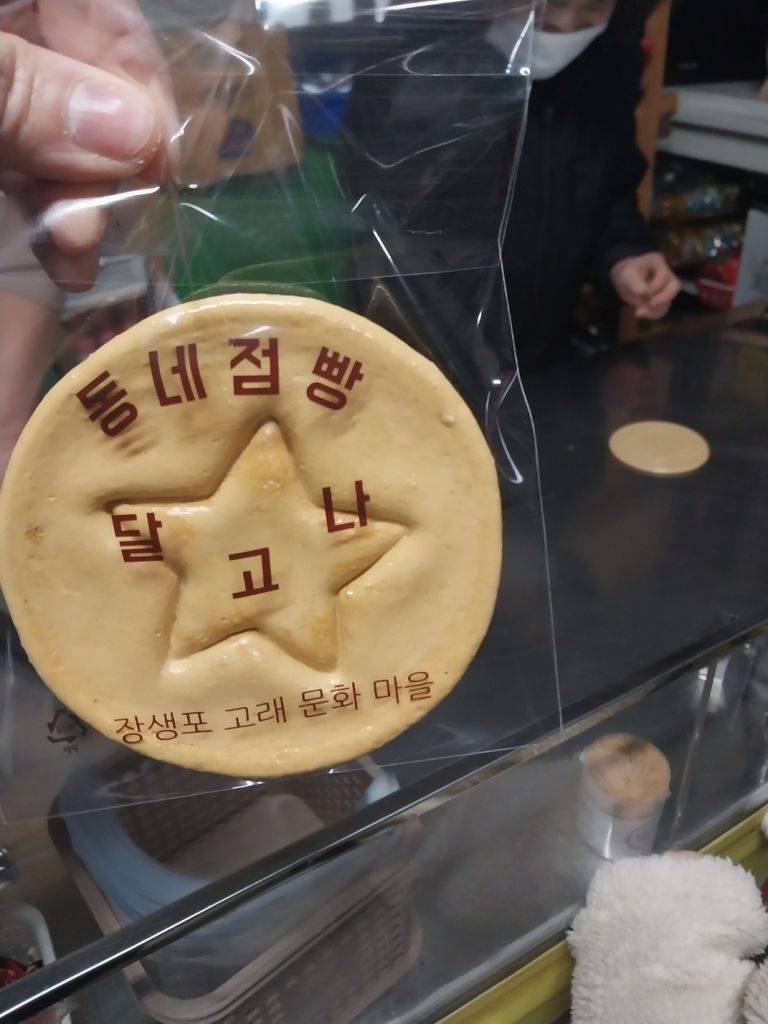 동네점빵
달고나
장생포 고래 문화 마을